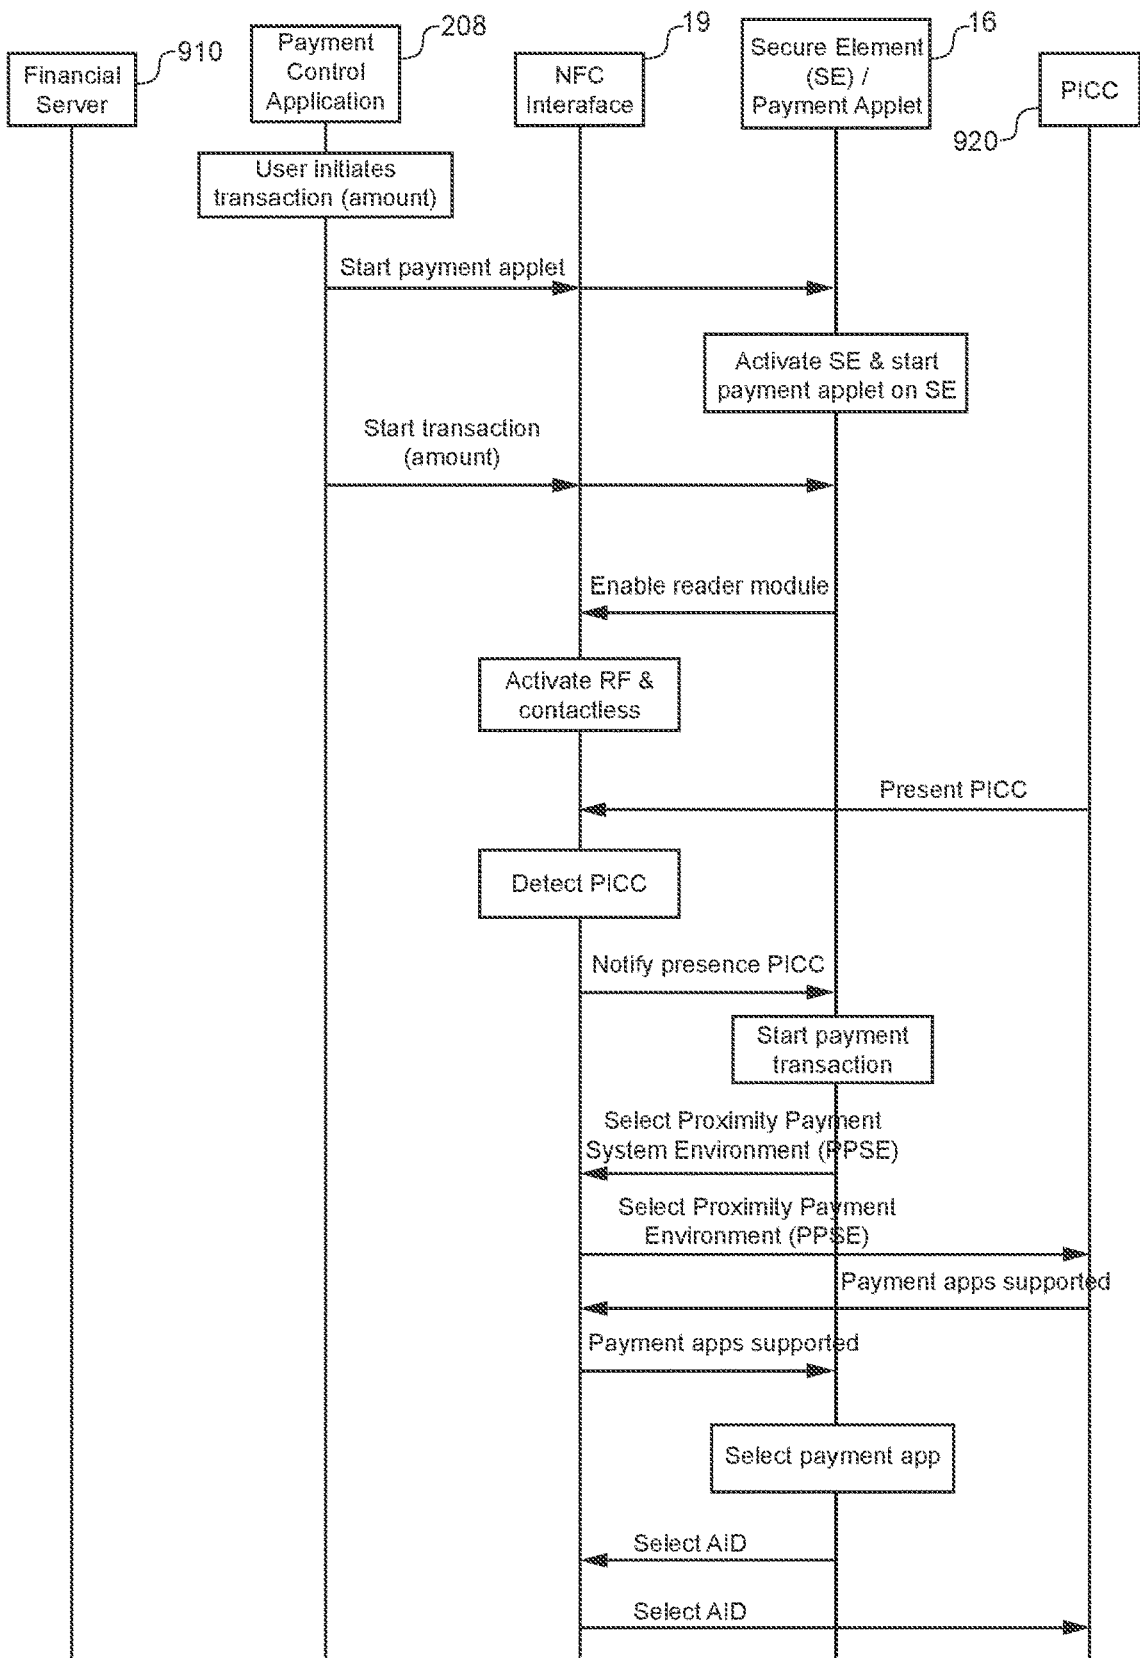 Financial
Server
910
Payment
Control
Application
208
NFC
Interaface
19
Secure Element
(SE) /
Payment Applet
16
PICC
920
User initiates
transaction (amount)
Start payment applet
Activate SE & start
payment applet on SE
Start transaction
(amount)
Enable reader module
Activate RF &
contactless
Present PICC
Detect PICC
Notify presence PICC
Start payment
transaction
Select Proximity Payment
System Environment (PPSE)
Select Proximity Payment
Environment (PPSE)
Payment apps supported
Payment apps supported
Select payment app
Select AID
Select AID